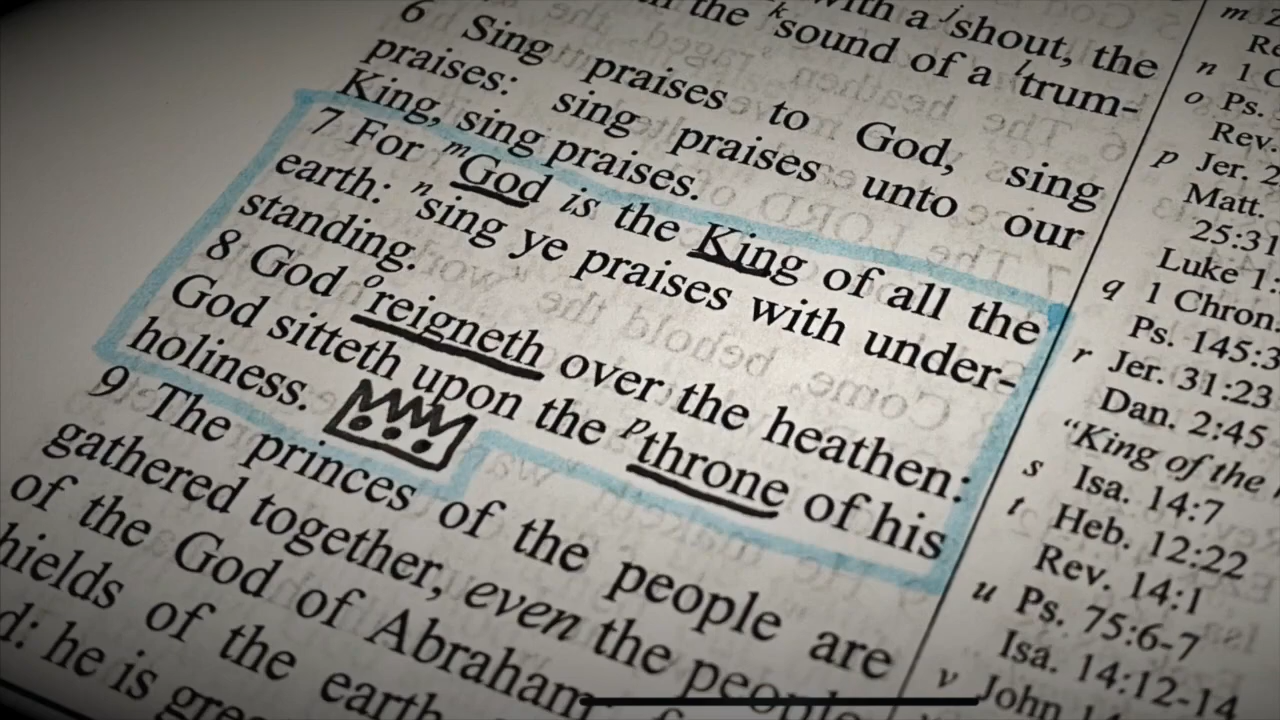 with a j shout, the
the k sound of a l trum-
6 Sing praises to God, sing
praises: sing praises unto our
King, sing praises.
7 For m God is the King of all the
earth: n sing ye praises with under-
standing.
8 God o reigneth over the heathen:
God sitteth upon the p throne of his
holiness.
9 The princes of the people are
gathered together, even the people
of the God of Abraham
of the earth
he is
m
n 1
o Ps.
Rev.
p Jer.
Matt.
25:31
Luke 1:
q 1 Chron.
Ps. 145:3
r Jer. 31:23
Dan. 2:45
"King of the
s Isa. 14:7
t Heb. 12:22
Rev. 14:1
u Ps. 75:6-7
Isa. 14:12-14
v John